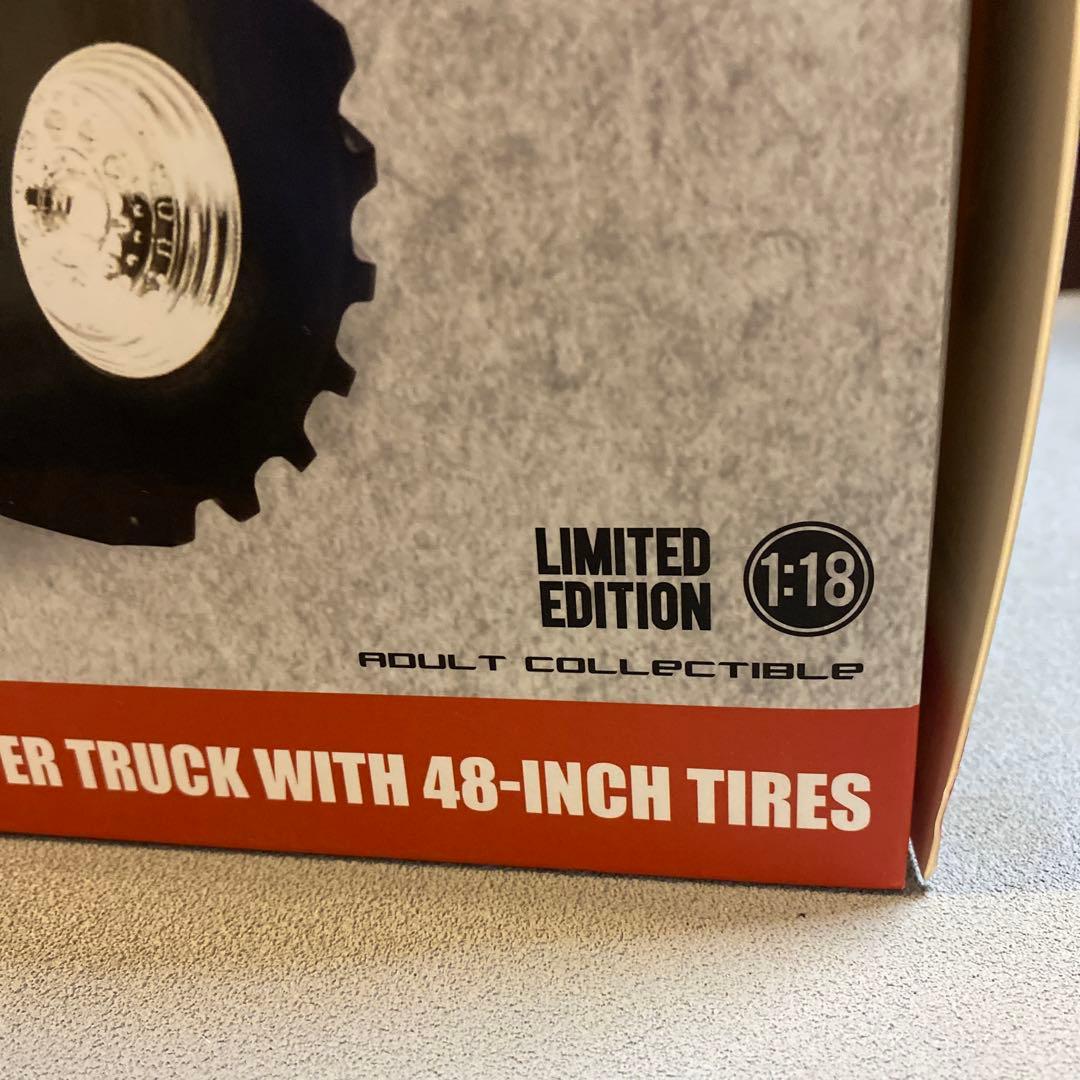 LIMITED
EDITION
1:18
ADULT COLLECTIBLE
ER TRUCK WITH 48-INCH TIRES